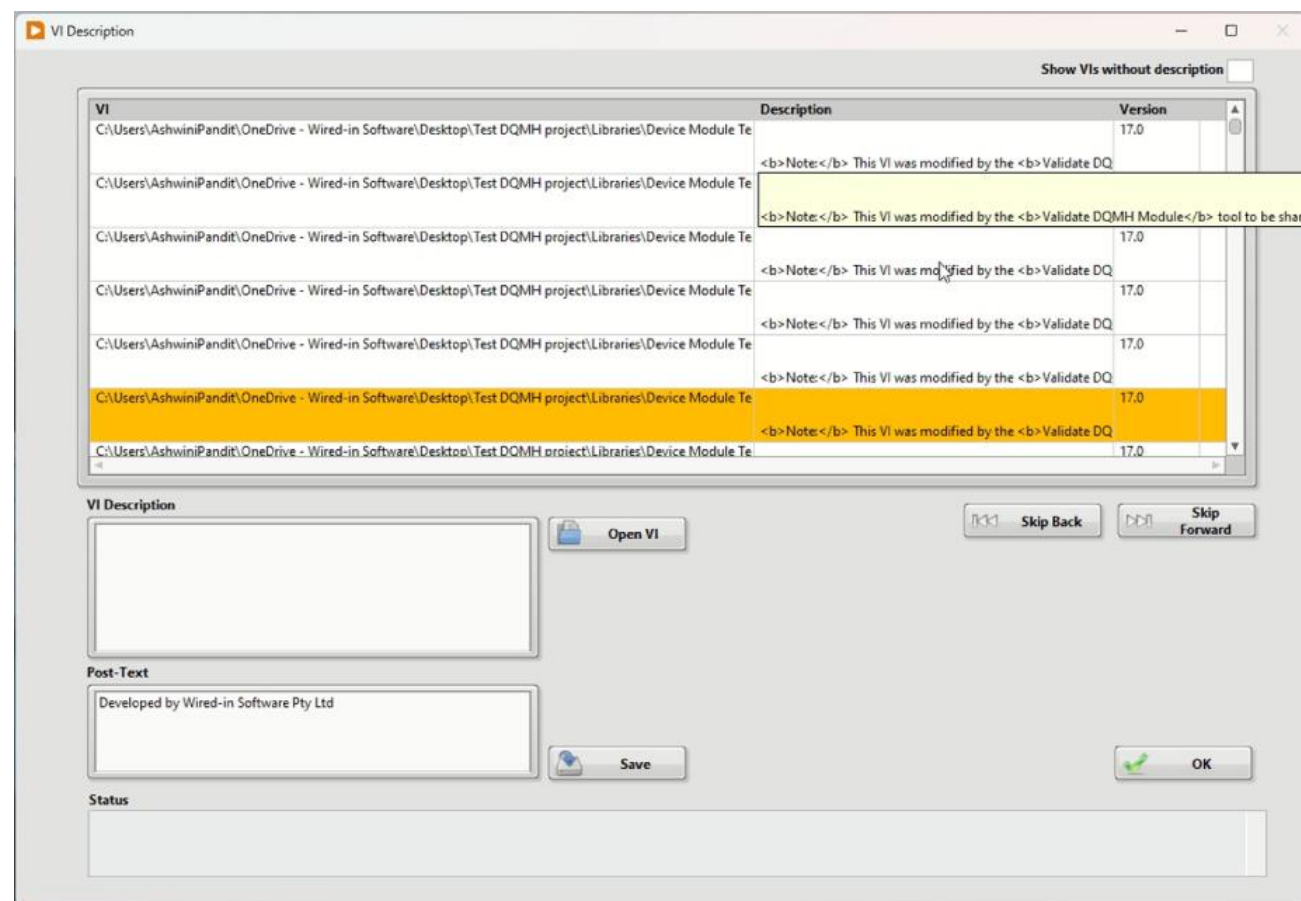 VI Description
Show VIs without description
VI Description Version
C:\Users\AshwiniPandit\OneDrive - Wired-in Software\Desktop\Test DQMH project\Libraries\Device Module Te 17.0
<b>Note:</b> This VI was modified by the <b>Validate DQ
C:\Users\AshwiniPandit\OneDrive - Wired-in Software\Desktop\Test DQMH project\Libraries\Device Module Te
<b>Note:</b> This VI was modified by the <b>Validate DQMH Module</b> tool to be shar
C:\Users\AshwiniPandit\OneDrive - Wired-in Software\Desktop\Test DQMH project\Libraries\Device Module Te 17.0
<b>Note:</b> This VI was modified by the <b>Validate DQ
C:\Users\AshwiniPandit\OneDrive - Wired-in Software\Desktop\Test DQMH project\Libraries\Device Module Te 17.0
<b>Note:</b> This VI was modified by the <b>Validate DQ
C:\Users\AshwiniPandit\OneDrive - Wired-in Software\Desktop\Test DQMH project\Libraries\Device Module Te 17.0
<b>Note:</b> This VI was modified by the <b>Validate DQ
C:\Users\AshwiniPandit\OneDrive - Wired-in Software\Desktop\Test DQMH project\Libraries\Device Module Te 17.0
<b>Note:</b> This VI was modified by the <b>Validate DQ
C:\Users\AshwiniPandit\OneDrive - Wired-in Software\Desktop\Test DQMH project\Libraries\Device Module Te 17.0
VI Description
Open VI
Skip Back
Skip
Forward
Post-Text
Developed by Wired-in Software Pty Ltd
Save
OK
Status